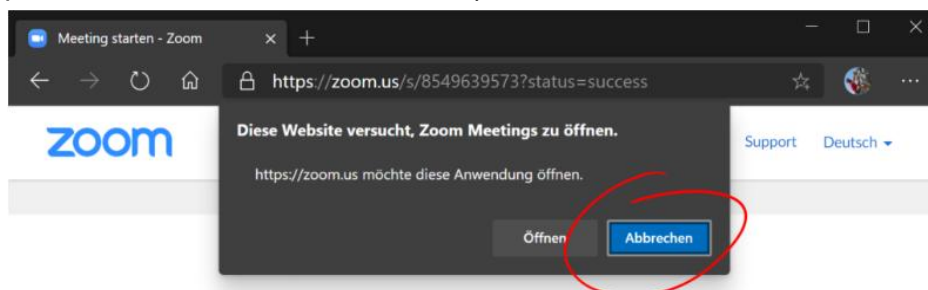 Meeting starten - Zoom
https://zoom.us/s/8549639573?status=success
zoom
Support Deutsch
Diese Website versucht, Zoom Meetings zu öffnen.
https://zoom.us möchte diese Anwendung öffnen.
Öffnen Abbrechen